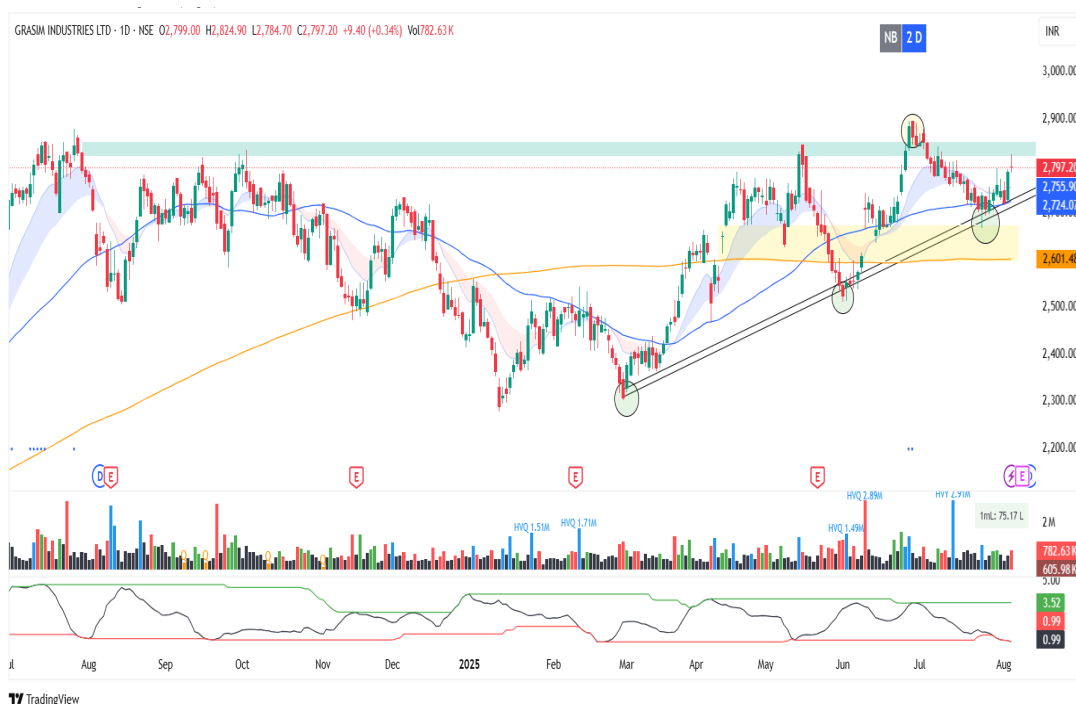 GRASIM INDUSTRIES LTD · 1D · NSE O2,799.00 H2,824.90 L2,784.70 C2,797.20 +9.40 (+0.34%) Vol782.63 K
NB 2 D
INR
3,000.00
2,900.00
2,797.20
2,755.90
2,724.07
2,601.48
2,500.00
2,400.00
2,300.00
2,200.00
D E E E E E
HVQ 1.51M HVQ 1.71M HVQ 1.49M HVQ 2.89M HVY 2.91M
1mL: 75.17 L
2 M
782.63K
605.98K
5.00
3.52
0.99
0.99
Aug Sep Oct Nov Dec 2025 Feb Mar Apr May Jun Jul Aug
TradingView